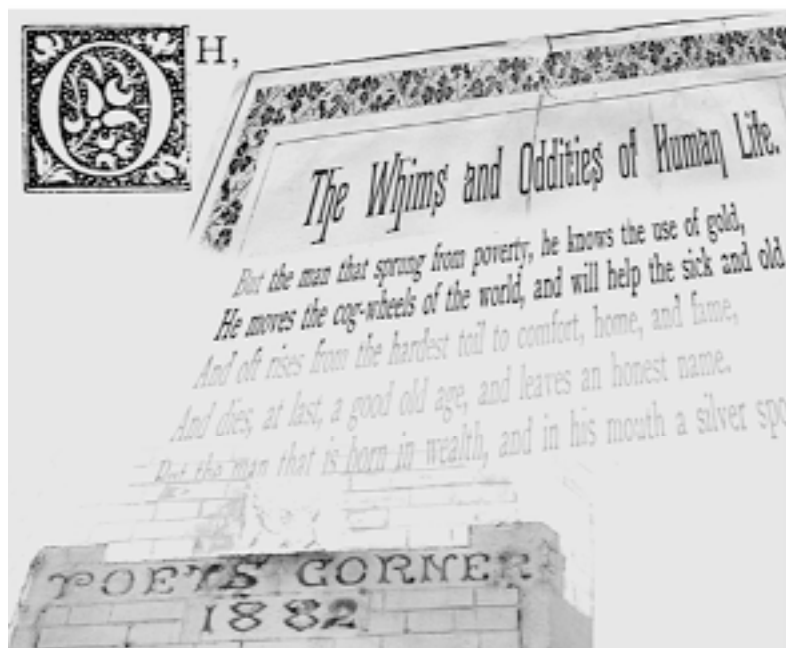 OH,
The Whims and Oddities of Human Life.
But the man that sprung from poverty, he knows the use of gold,
He moves the cog-wheels of the world, and will help the sick and old
And oft rises from the hardest toil to comfort, home, and fame,
And dies, at last, a good old age, and leaves an honest name.
But the man that is born in wealth, and in his mouth a silver spo
POETS CORNER
1882